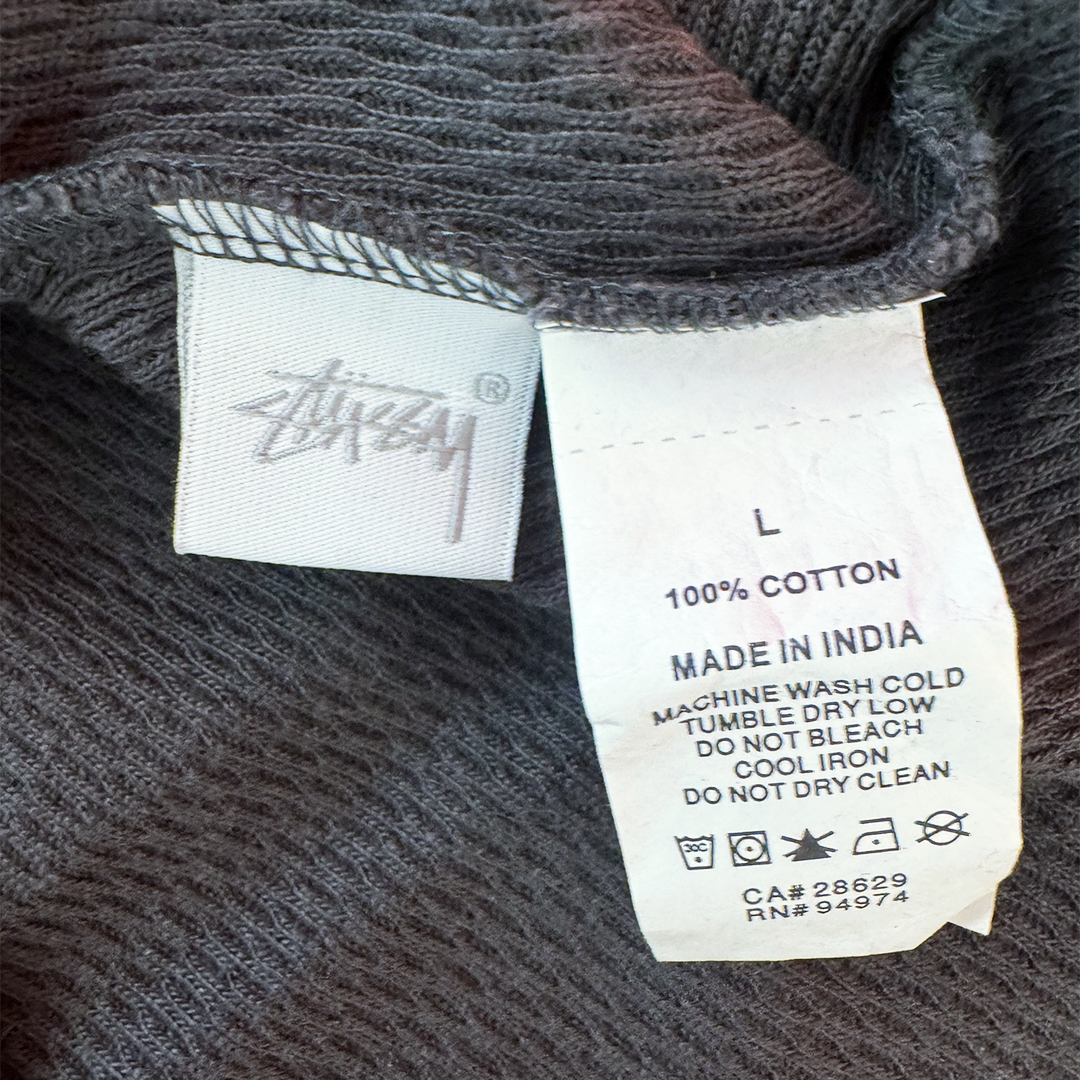 STÜSSY ®
L
100% COTTON
MADE IN INDIA
MACHINE WASH COLD
TUMBLE DRY LOW
DO NOT BLEACH
COOL IRON
DO NOT DRY CLEAN
30C
CA# 28629
RN# 94974